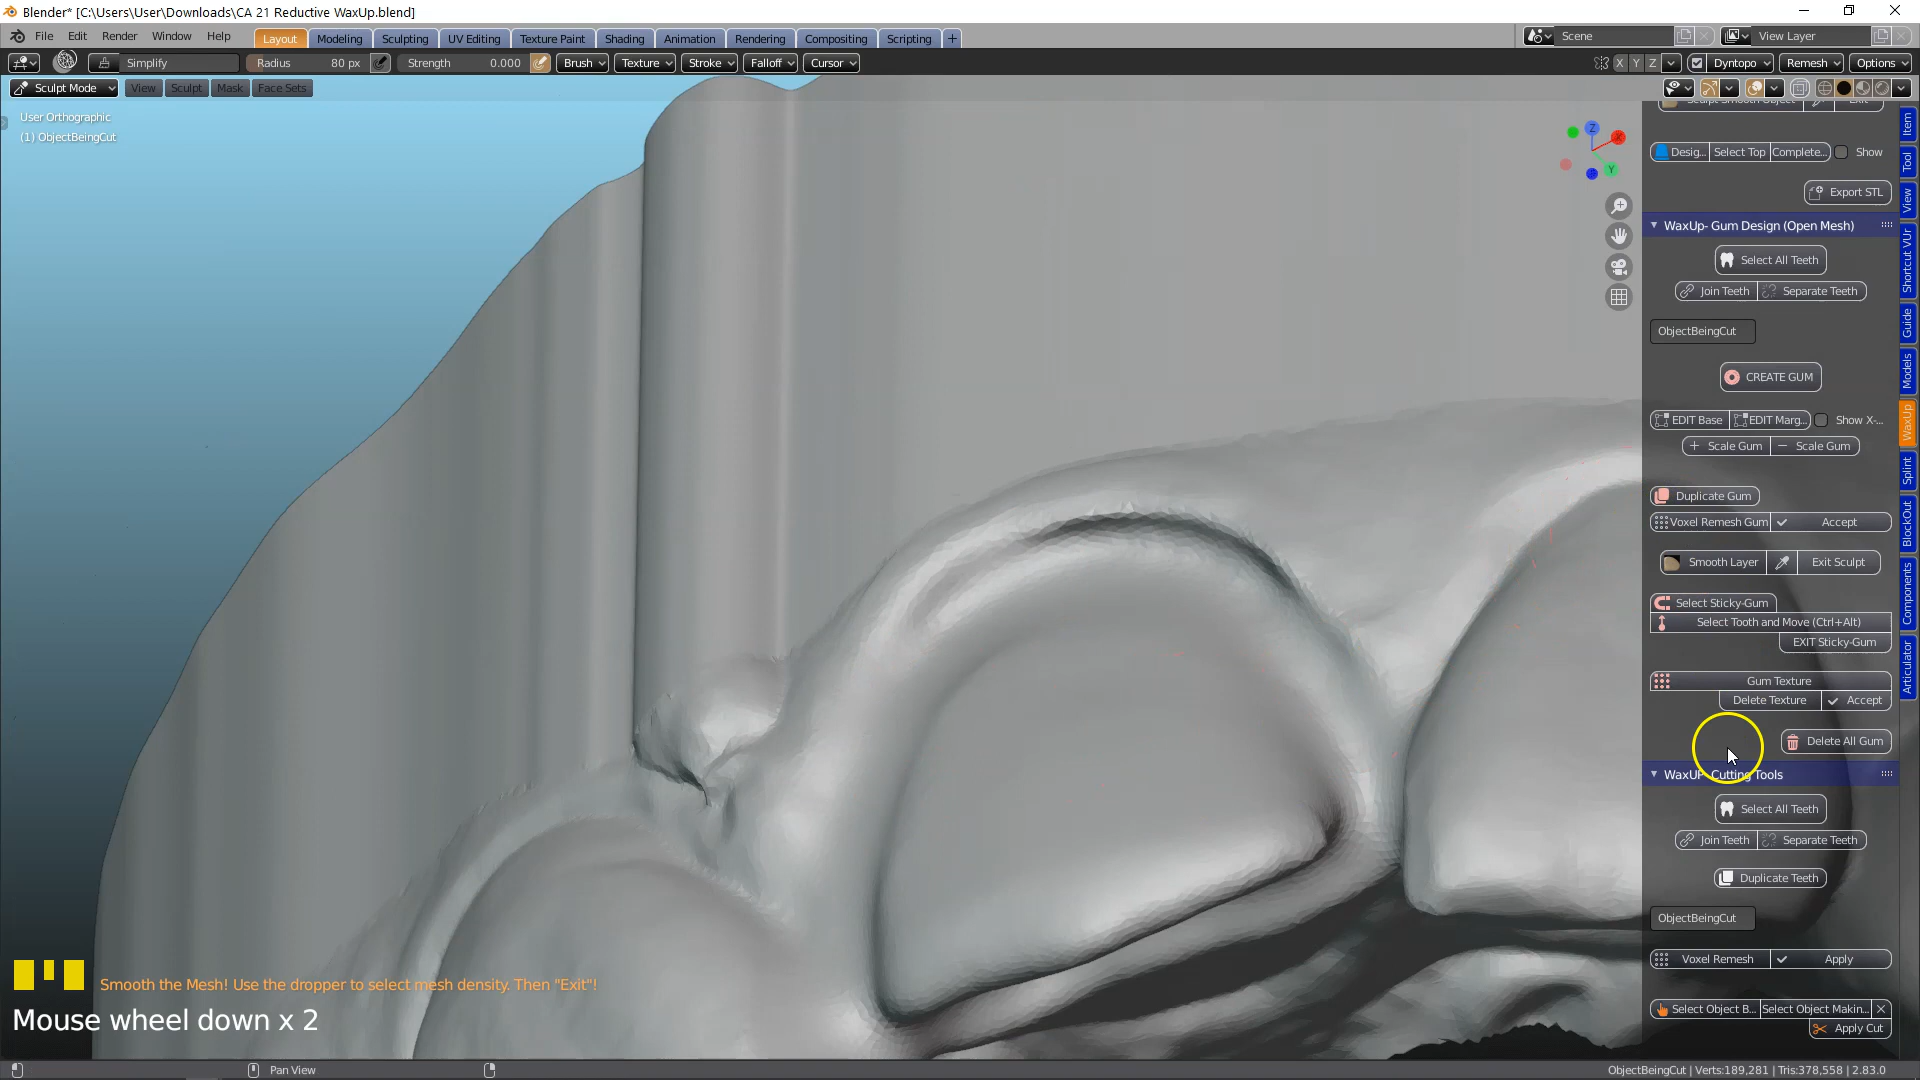 Blender* [C:\Users\User\Downloads\CA 21 Reductive WaxUp.blend]
File Edit Render Window Help Layout Modeling Sculpting UV Editing Texture Paint Shading Animation Rendering Compositing Scripting + Scene View Layer
Simplify Radius 80 px Strength 0.000 Brush Texture Stroke Falloff Cursor X Y Z Dyntopo Remesh Options
Sculpt Mode View Sculpt Mask Face Sets
User Orthographic
(1) ObjectBeingCut
Z X Y
Sculpt Smooth Object Exit
Desig... Select Top Complete... Show
Export STL
WaxUp- Gum Design (Open Mesh)
Select All Teeth
Join Teeth Separate Teeth
ObjectBeingCut
CREATE GUM
EDIT Base EDIT Marg... Show X-...
Scale Gum Scale Gum
Duplicate Gum
Voxel Remesh Gum Accept
Smooth Layer Exit Sculpt
Select Sticky-Gum
Select Tooth and Move (Ctrl+Alt)
EXIT Sticky-Gum
Gum Texture
Delete Texture Accept
Delete All Gum
WaxUP- Cutting Tools
Select All Teeth
Join Teeth Separate Teeth
Duplicate Teeth
ObjectBeingCut
Voxel Remesh Apply
Select Object B... Select Object Makin...
Apply Cut
Item
Tool
View
Shortcut VUr
Guide
Models
WaxUp
Splint
BlockOut
Components
Articulator
Smooth the Mesh! Use the dropper to select mesh density. Then "Exit"!
Mouse wheel down x 2
Pan View
ObjectBeingCut | Verts:189,281 | Tris:378,558 | 2.83.0